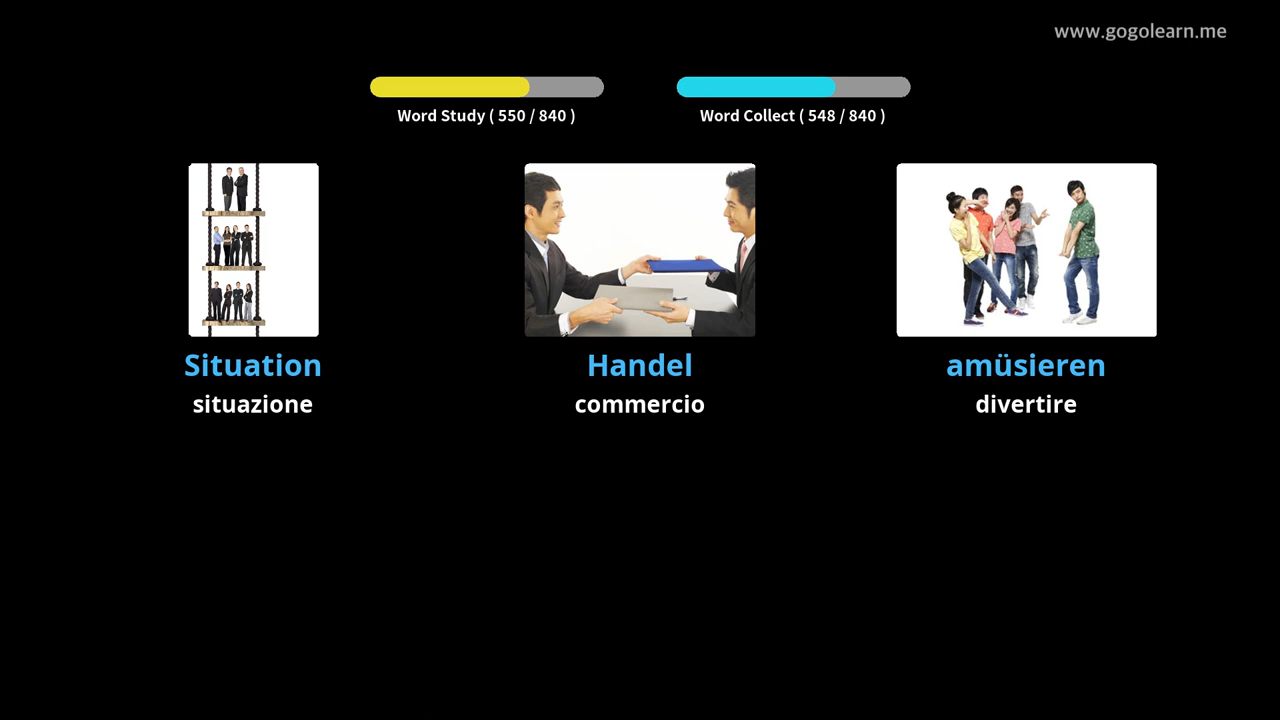 www.gogolearn.me
Word Study ( 550 / 840 )
Word Collect ( 548 / 840 )
Situation
situazione
Handel
commercio
amüsieren
divertire